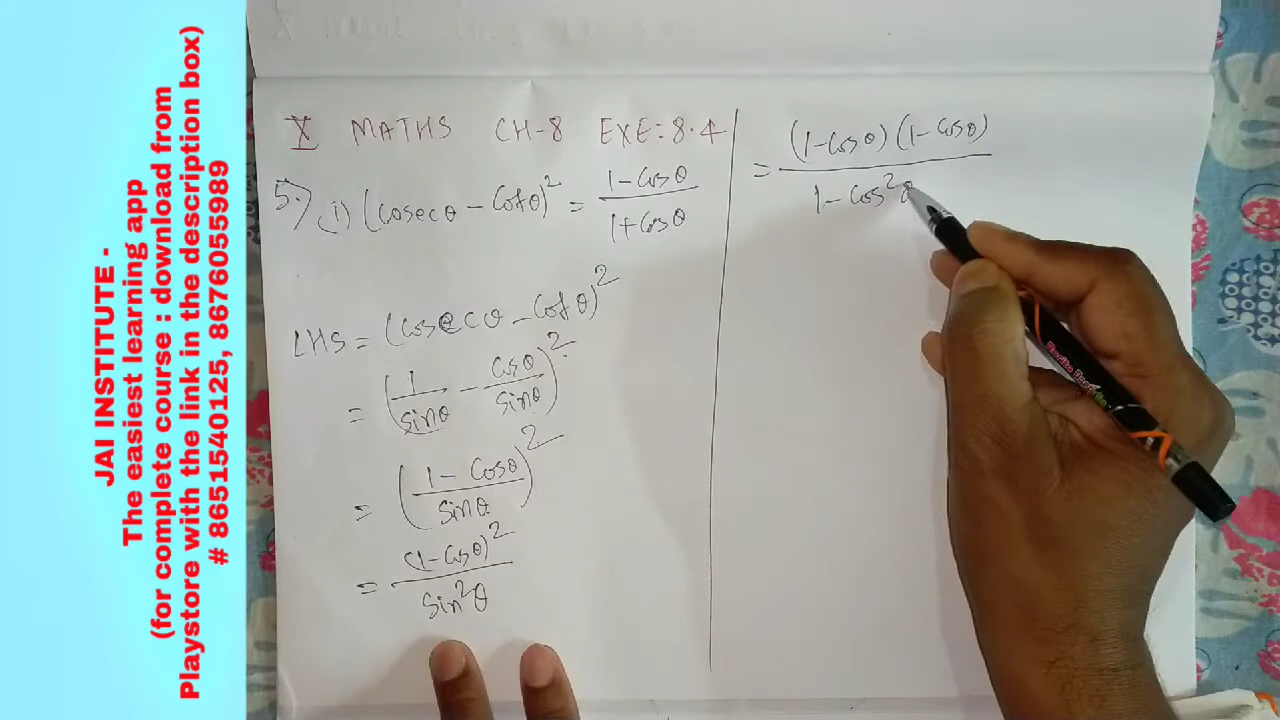 JAI INSTITUTE -
The easiest learning app
(for complete course : download from
Playstore with the link in the description box)
# 8651540125, 8676055989
X MATHS CH-8 EXE: 8.4
5.) (i) (cosecθ - cotθ)² = (1 - cosθ)/(1 + cosθ)
LHS = (cosecθ - cotθ)²
= (1/sinθ - cosθ/sinθ)²
= ((1 - cosθ)/sinθ)²
= (1 - cosθ)²/sin²θ
= (1 - cosθ)(1 - cosθ)/(1 - cos²θ)